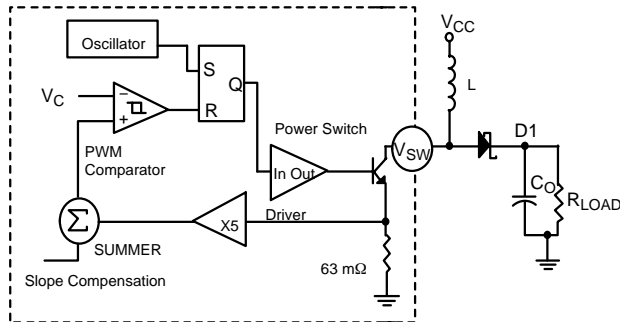 Oscillator
V_CC
S
Q
R
L
V_C
−
+
Power Switch
D1
V_SW
PWM
Comparator
In Out
C_O
R_LOAD
X5
Driver
Σ
SUMMER
63 mΩ
Slope Compensation